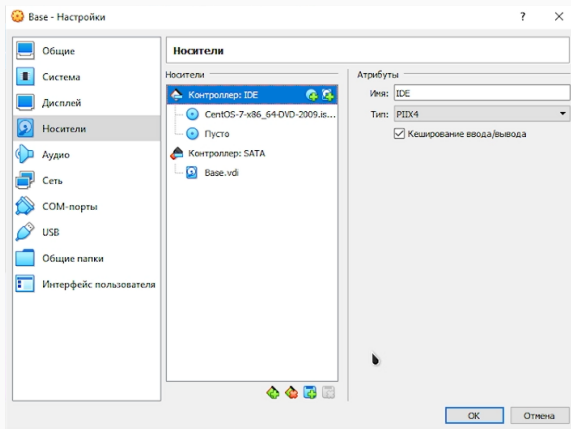 Base - Настройки
? ×
Общие
Система
Дисплей
Носители
Аудио
Сеть
COM-порты
USB
Общие папки
Интерфейс пользователя
Носители
Носители
Контроллер: IDE
CentOS-7-x86_64-DVD-2009.is...
Пусто
Контроллер: SATA
Base.vdi
Атрибуты
Имя: IDE
Тип: PIIX4
Кеширование ввода/вывода
OK
Отмена